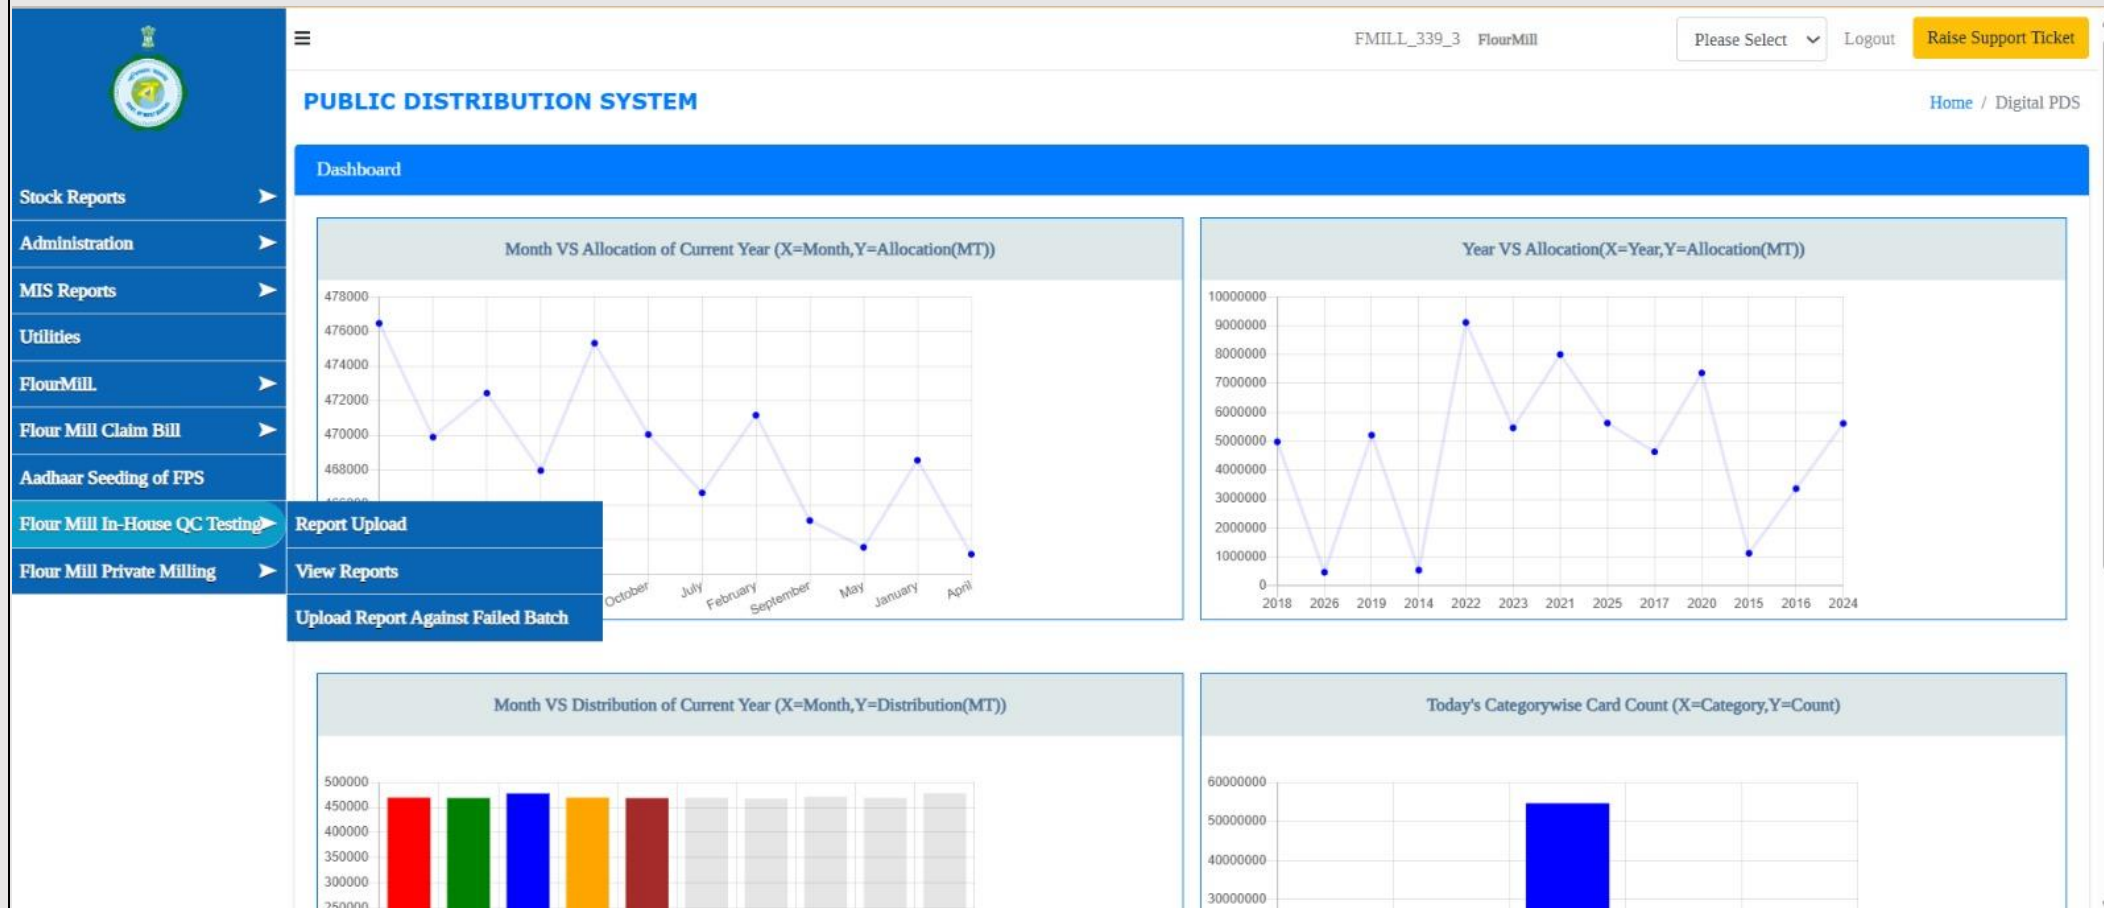 FMILL_339_3 FlourMill Please Select Logout Raise Support Ticket
PUBLIC DISTRIBUTION SYSTEM
Home / Digital PDS
Dashboard
Stock Reports
Administration
MIS Reports
Utilities
FlourMill.
Flour Mill Claim Bill
Aadhaar Seeding of FPS
Flour Mill In-House QC Testing
Flour Mill Private Milling
Report Upload
View Reports
Upload Report Against Failed Batch
Month VS Allocation of Current Year (X=Month,Y=Allocation(MT))
478000
476000
474000
472000
470000
468000
October July February September May January April
Year VS Allocation(X=Year,Y=Allocation(MT))
10000000
9000000
8000000
7000000
6000000
5000000
4000000
3000000
2000000
1000000
0
2018 2026 2019 2014 2022 2023 2021 2025 2017 2020 2015 2016 2024
Month VS Distribution of Current Year (X=Month,Y=Distribution(MT))
500000
450000
400000
350000
300000
250000
Today's Categorywise Card Count (X=Category,Y=Count)
60000000
50000000
40000000
30000000